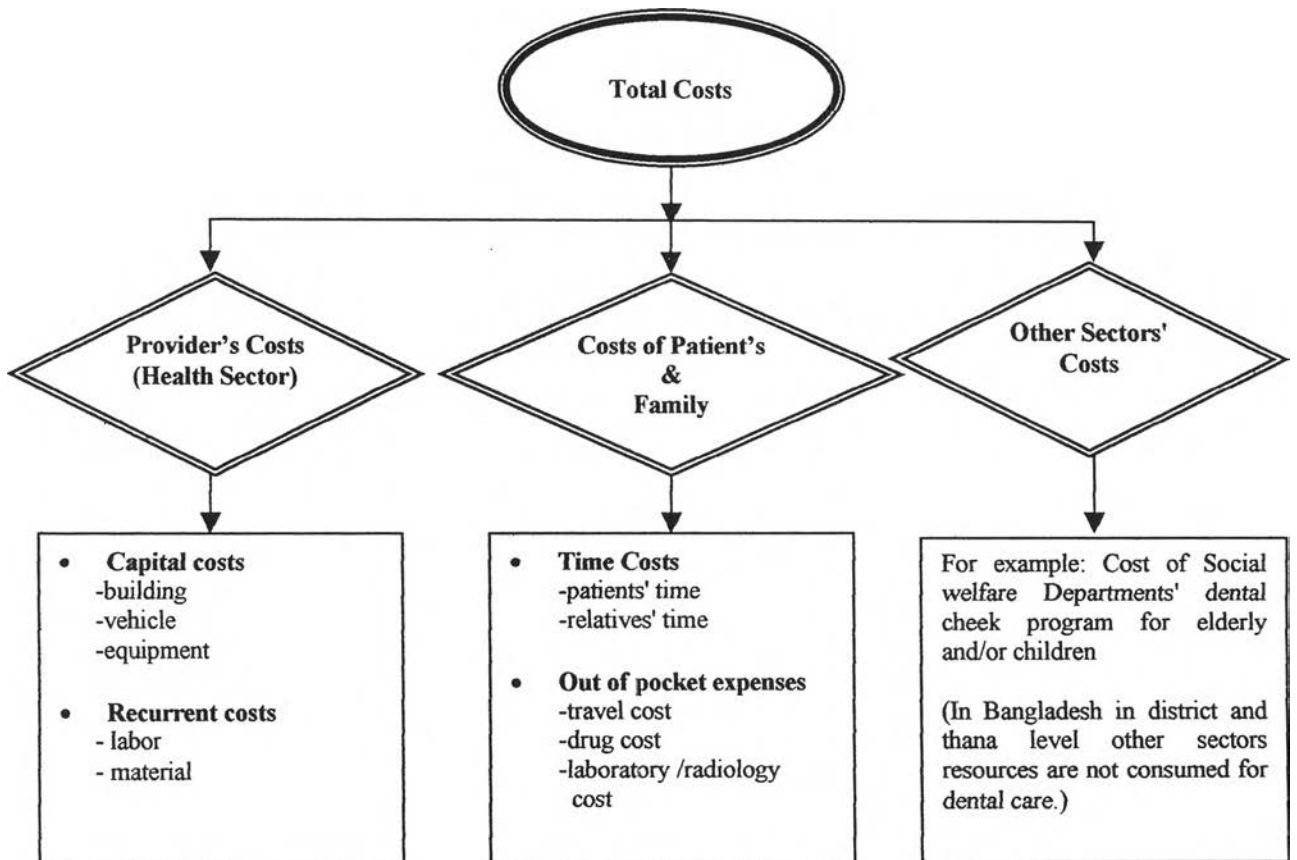 Total Costs
Provider's Costs
(Health Sector)
Costs of Patient's
&
Family
Other Sectors'
Costs
• Capital costs
-building
-vehicle
-equipment
• Recurrent costs
- labor
- material
• Time Costs
-patients' time
-relatives' time
• Out of pocket expenses
-travel cost
-drug cost
-laboratory /radiology
cost
For example: Cost of Social
welfare Departments' dental
cheek program for elderly
and/or children
(In Bangladesh in district and
thana level other sectors
resources are not consumed for
dental care.)